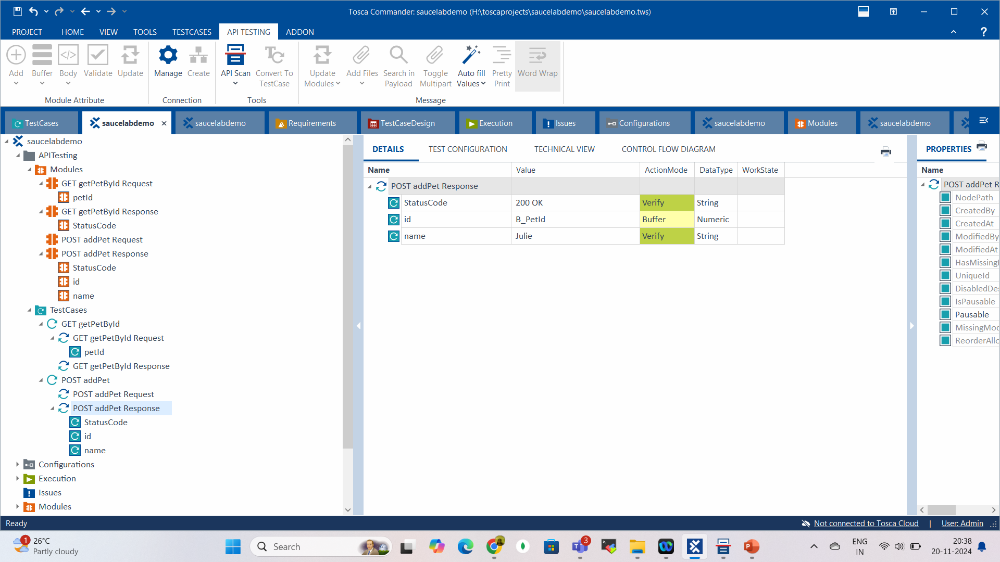 Tosca Commander: saucelabdemo (H:\toscaprojects\saucelabdemo\saucelabdemo.tws)
PROJECT HOME VIEW TOOLS TESTCASES API TESTING ADDON ?
Add Buffer Body Validate Update
Module Attribute
Manage Create
Connection
API Scan Convert To TestCase
Tools
Update Modules Add Files Search in Payload Toggle Multipart Auto fill Values Pretty Print Word Wrap
Message
TestCases saucelabdemo saucelabdemo Requirements TestCaseDesign Execution Issues Configurations saucelabdemo Modules saucelabdemo
saucelabdemo
APITesting
Modules
GET getPetById Request
petId
GET getPetById Response
StatusCode
POST addPet Request
POST addPet Response
StatusCode
id
name
TestCases
GET getPetById
GET getPetById Request
petId
GET getPetById Response
POST addPet
POST addPet Request
POST addPet Response
StatusCode
id
name
Configurations
Execution
Issues
Modules
DETAILS TEST CONFIGURATION TECHNICAL VIEW CONTROL FLOW DIAGRAM
Name Value ActionMode DataType WorkState
POST addPet Response
StatusCode 200 OK Verify String
id B_PetId Buffer Numeric
name Julie Verify String
PROPERTIES
Name
POST addPet R
NodePath
CreatedBy
CreatedAt
ModifiedBy
ModifiedAt
HasMissing
UniqueId
DisabledDes
IsPausable
Pausable
MissingMod
ReorderAllo
Ready
Not connected to Tosca Cloud | User: Admin
1
26°C
Partly cloudy
Search
3
ENG
IN
20:38
20-11-2024